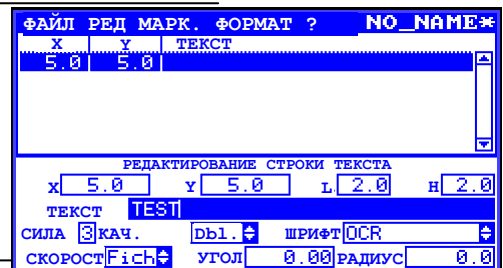 ФАЙЛ РЕД МАРК. ФОРМАТ ? NO_NAME*
X Y ТЕКСТ
5.0 5.0
РЕДАКТИРОВАНИЕ СТРОКИ ТЕКСТА
X 5.0 Y 5.0 L 2.0 H 2.0
ТЕКСТ TEST
СИЛА 3 КАЧ. Dbl. ШРИФТ OCR
СКОРОСТ Fich УГОЛ 0.00 РАДИУС 0.0